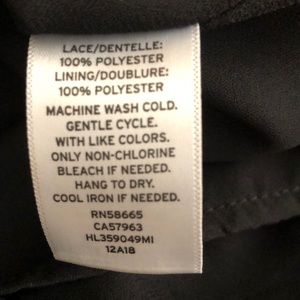 LACE/DENTELLE:
100% POLYESTER
LINING/DOUBLURE:
100% POLYESTER
MACHINE WASH COLD.
GENTLE CYCLE.
WITH LIKE COLORS.
ONLY NON-CHLORINE
BLEACH IF NEEDED.
HANG TO DRY.
COOL IRON IF NEEDED.
RN58665
CA57963
HL359049MI
12A18